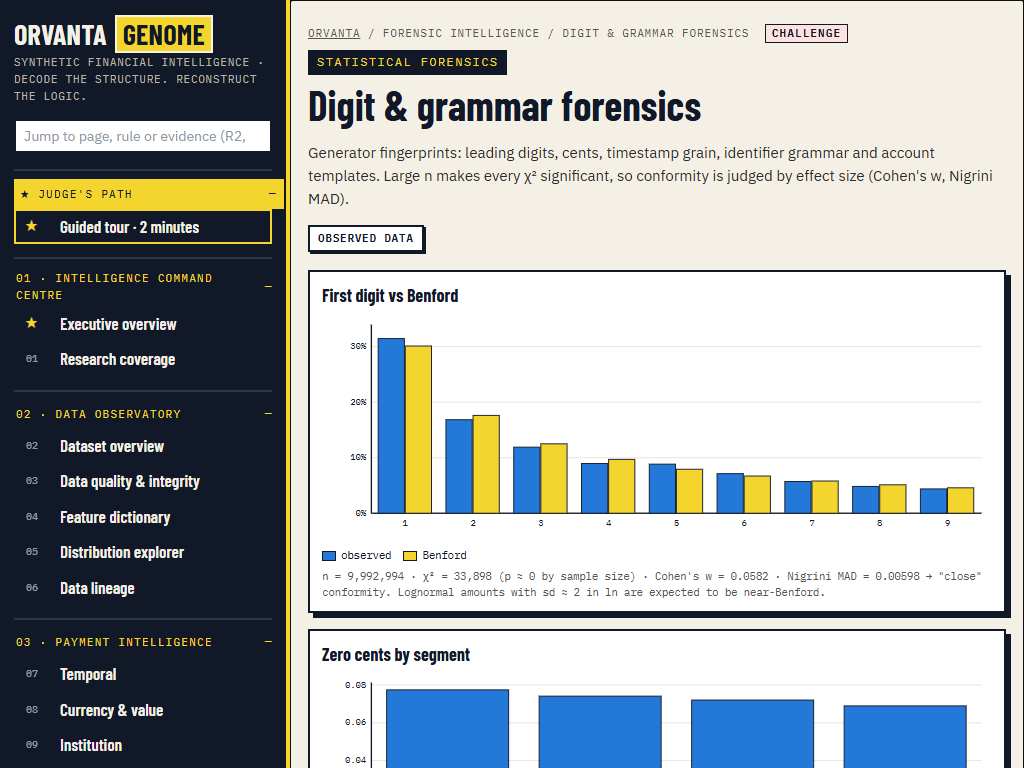 ORVANTA GENOME
SYNTHETIC FINANCIAL INTELLIGENCE ·
DECODE THE STRUCTURE. RECONSTRUCT
THE LOGIC.
Jump to page, rule or evidence (R2,
★ JUDGE'S PATH –
★ Guided tour · 2 minutes
01 · INTELLIGENCE COMMAND
CENTRE –
★ Executive overview
01 Research coverage
02 · DATA OBSERVATORY –
02 Dataset overview
03 Data quality & integrity
04 Feature dictionary
05 Distribution explorer
06 Data lineage
03 · PAYMENT INTELLIGENCE –
07 Temporal
08 Currency & value
09 Institution
ORVANTA / FORENSIC INTELLIGENCE / DIGIT & GRAMMAR FORENSICS CHALLENGE
STATISTICAL FORENSICS
Digit & grammar forensics
Generator fingerprints: leading digits, cents, timestamp grain, identifier grammar and account
templates. Large n makes every χ² significant, so conformity is judged by effect size (Cohen's w, Nigrini
MAD).
OBSERVED DATA
First digit vs Benford
30%
20%
10%
0%
1 2 3 4 5 6 7 8 9
observed Benford
n = 9,992,994 · χ² = 33,898 (p ≈ 0 by sample size) · Cohen's w = 0.0582 · Nigrini MAD = 0.00598 → "close"
conformity. Lognormal amounts with sd ≈ 2 in ln are expected to be near-Benford.
Zero cents by segment
0.08
0.06
0.04